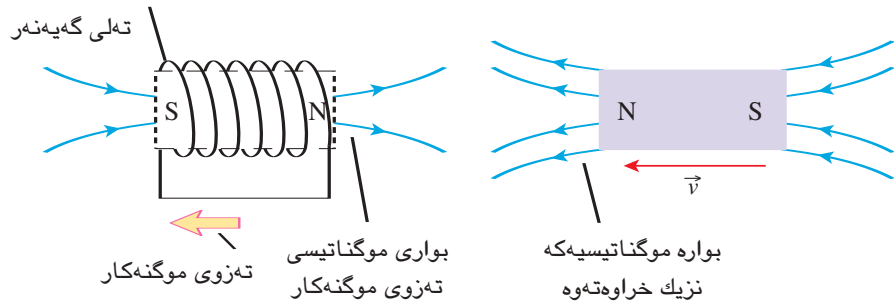 تەلی گەیەنەر
S
N
N
S
v
بواری موگناتیسی
تەزوی موگنەکار
تەزوی موگنەکار
بوارە موگناتیسیەکە
نزیك خراوەتەوە